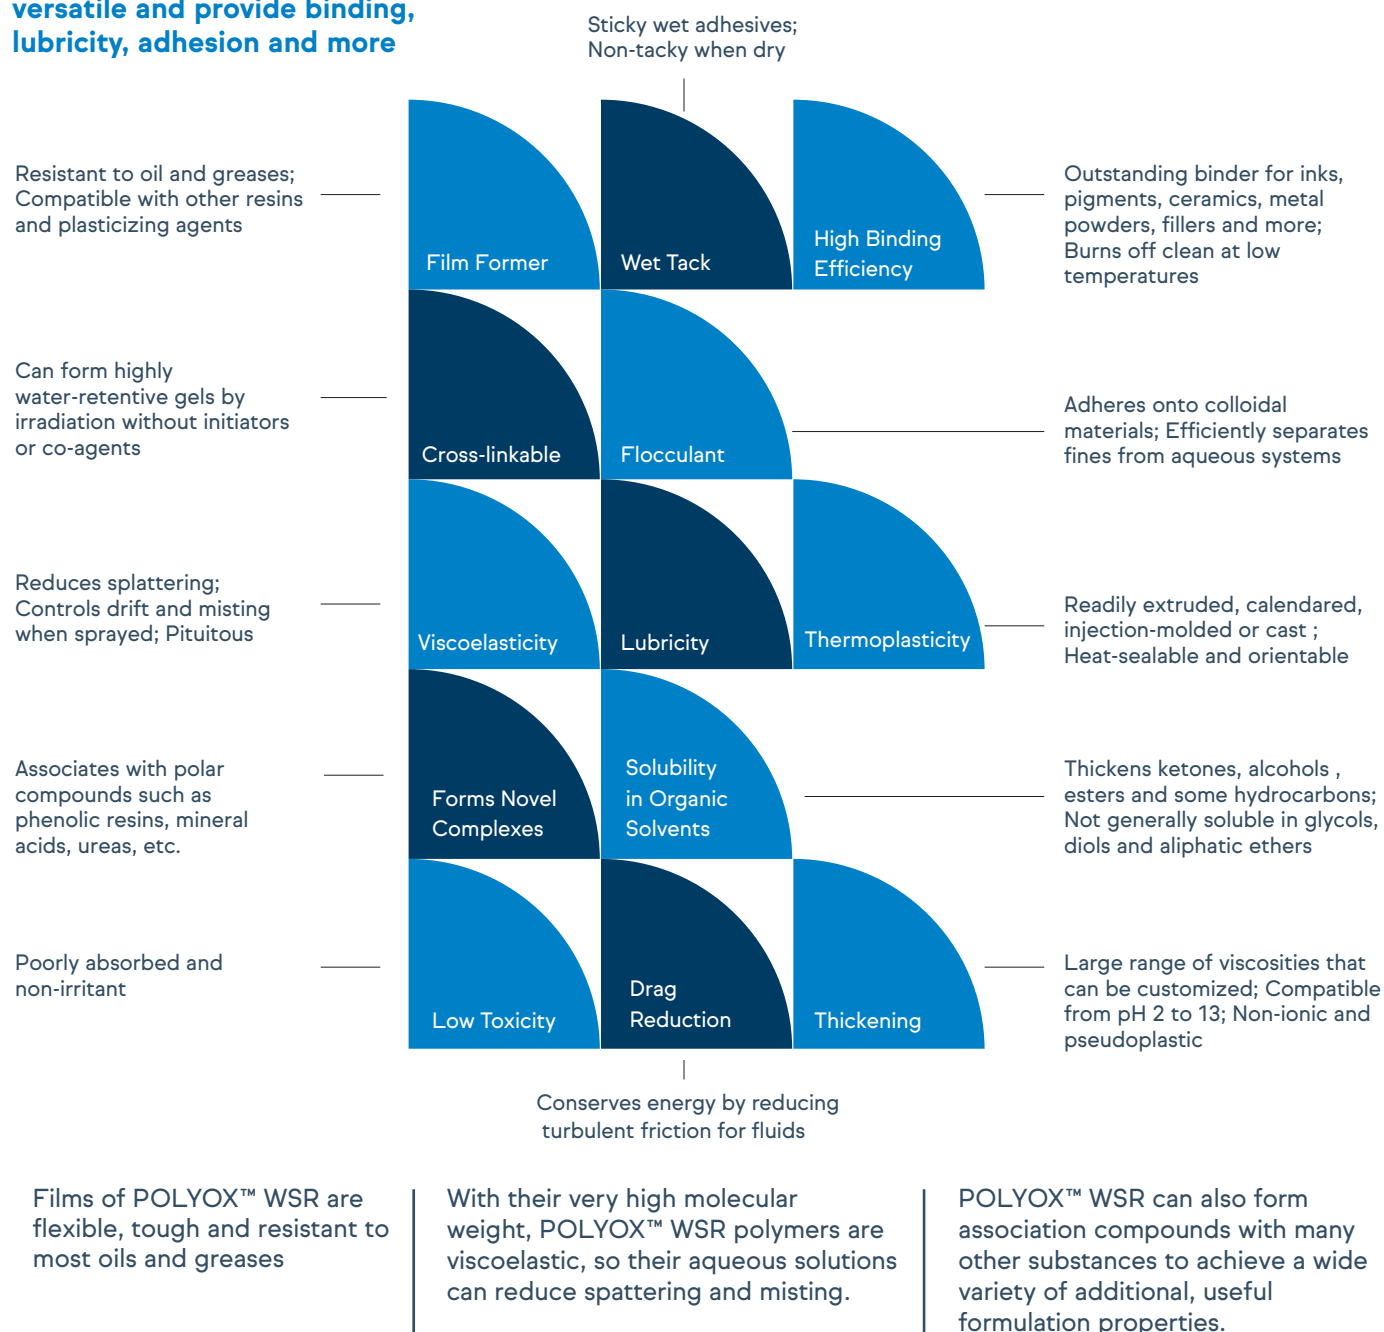 versatile and provide binding,
lubricity, adhesion and more
Sticky wet adhesives;
Non-tacky when dry
Resistant to oil and greases;
Compatible with other resins
and plasticizing agents
Film Former
Wet Tack
High Binding
Efficiency
Outstanding binder for inks,
pigments, ceramics, metal
powders, fillers and more;
Burns off clean at low
temperatures
Can form highly
water-retentive gels by
irradiation without initiators
or co-agents
Cross-linkable
Flocculant
Adheres onto colloidal
materials; Efficiently separates
fines from aqueous systems
Reduces splattering;
Controls drift and misting
when sprayed; Pituitous
Viscoelasticity
Lubricity
Thermoplasticity
Readily extruded, calendared,
injection-molded or cast ;
Heat-sealable and orientable
Associates with polar
compounds such as
phenolic resins, mineral
acids, ureas, etc.
Forms Novel
Complexes
Solubility
in Organic
Solvents
Thickens ketones, alcohols ,
esters and some hydrocarbons;
Not generally soluble in glycols,
diols and aliphatic ethers
Poorly absorbed and
non-irritant
Low Toxicity
Drag
Reduction
Thickening
Large range of viscosities that
can be customized; Compatible
from pH 2 to 13; Non-ionic and
pseudoplastic
Conserves energy by reducing
turbulent friction for fluids
Films of POLYOX™ WSR are
flexible, tough and resistant to
most oils and greases
With their very high molecular
weight, POLYOX™ WSR polymers are
viscoelastic, so their aqueous solutions
can reduce spattering and misting.
POLYOX™ WSR can also form
association compounds with many
other substances to achieve a wide
variety of additional, useful
formulation properties.